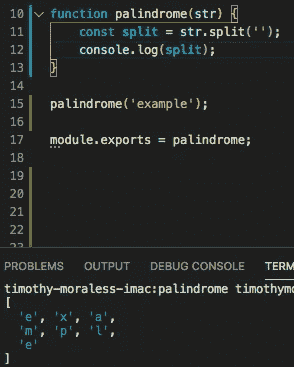 10 function palindrome(str) {
11 const split = str.split('');
12 console.log(split);
13 }
14
15 palindrome('example');
16
17 module.exports = palindrome;
18
19
20
21
22
23
PROBLEMS OUTPUT DEBUG CONSOLE TERM
timothy-moraless-imac:palindrome timothymo
[
'e', 'x', 'a',
'm', 'p', 'l',
'e'
]